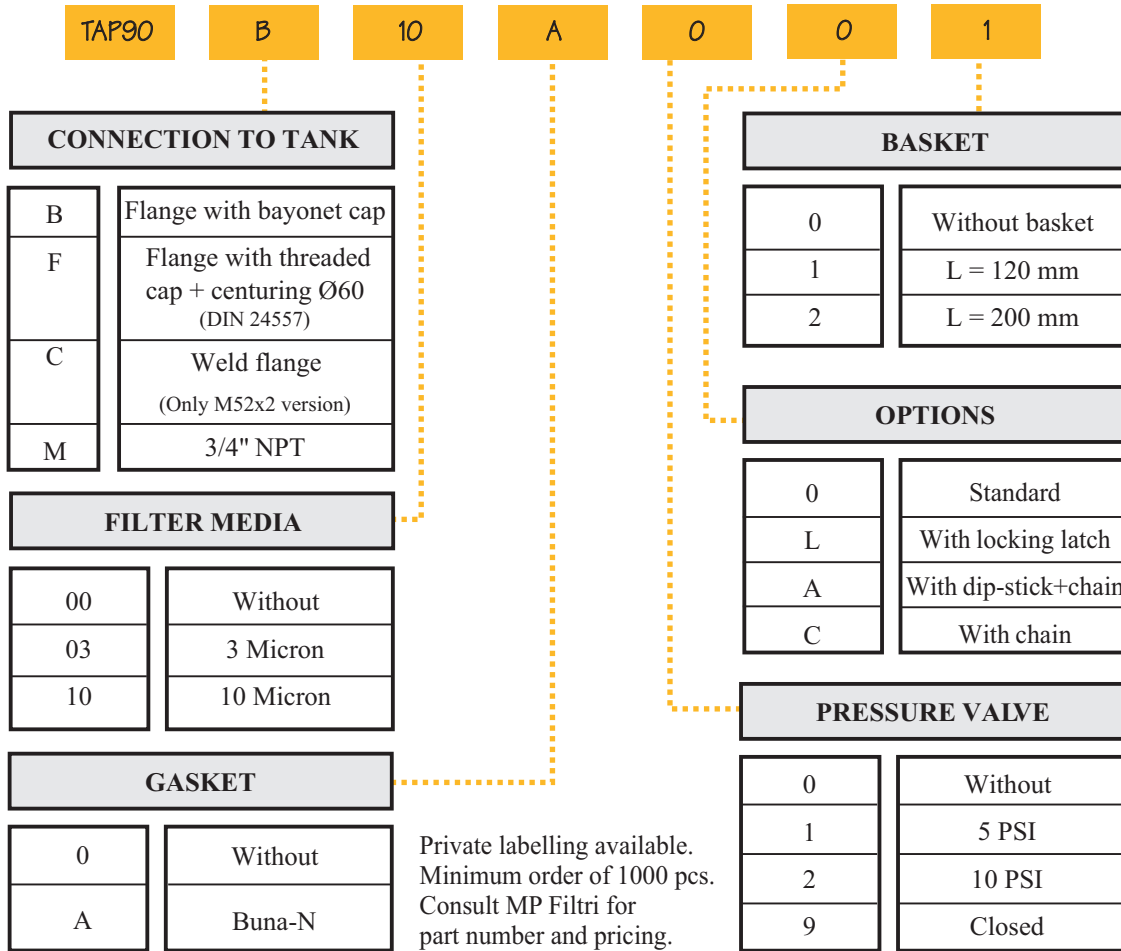 TAP90 B 10 A 0 0 1
CONNECTION TO TANK
B Flange with bayonet cap
F Flange with threaded
cap + centuring Ø60
(DIN 24557)
C Weld flange
(Only M52x2 version)
M 3/4" NPT
FILTER MEDIA
00 Without
03 3 Micron
10 10 Micron
GASKET
0 Without
A Buna-N
Private labelling available.
Minimum order of 1000 pcs.
Consult MP Filtri for
part number and pricing.
BASKET
0 Without basket
1 L = 120 mm
2 L = 200 mm
OPTIONS
0 Standard
L With locking latch
A With dip-stick+chain
C With chain
PRESSURE VALVE
0 Without
1 5 PSI
2 10 PSI
9 Closed